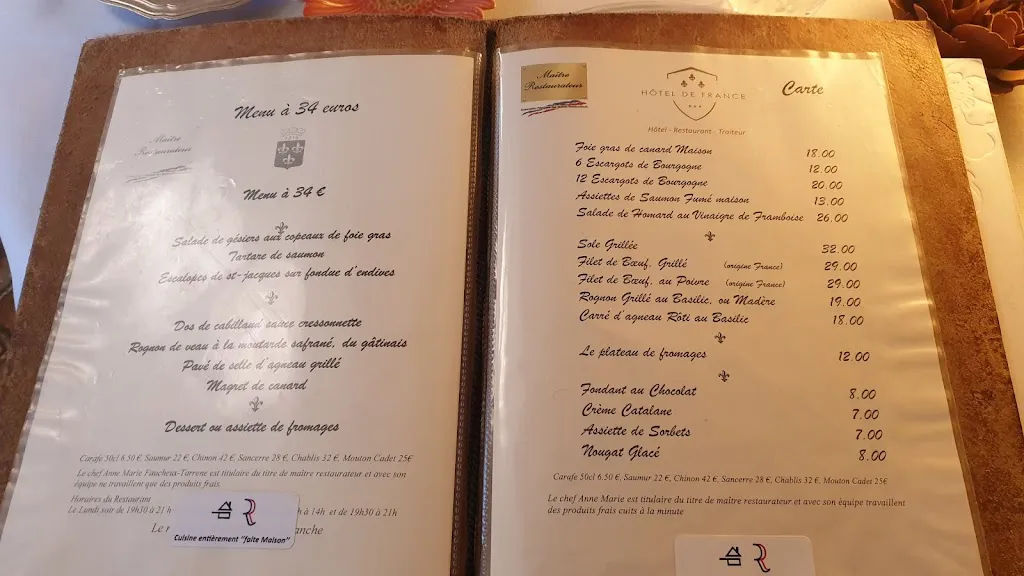 Menu à 34 euros
Maître
Restaurateur
Menu à 34 €
Salade de gésiers aux copeaux de foie gras
Tartare de saumon
Escalopes de st-jacques sur fondue d'endives
Dos de cabillaud sauce cressonnette
Rognon de veau à la moutarde safrané, du gâtinais
Pavé de selle d'agneau grillé
Magret de canard
Dessert ou assiette de fromages
Carafe 50cl 6.50 €, Saumur 22 €, Chinon 42 €, Sancerre 28 €, Chablis 32 €, Mouton Cadet 25€
Le chef Anne Marie Faucheux-Tarrene est titulaire du titre de maître restaurateur et avec son
équipe ne travaillent que des produits frais.
Horaires du Restaurant
Le Lundi soir de 19h30 à 21 h à 14h et de 19h30 à 21h
Le anche
Cuisine entièrement "faite Maison"
Maître
Restaurateur
HÔTEL DE FRANCE
Carte
Hôtel - Restaurant - Traiteur
Foie gras de canard Maison 18.00
6 Escargots de Bourgogne 12.00
12 Escargots de Bourgogne 20.00
Assiettes de Saumon Fumé maison 13.00
Salade de Homard au Vinaigre de Framboise 26.00
Sole Grillée 32.00
Filet de Bœuf, Grillé (origine France) 29.00
Filet de Bœuf, au Poivre (origine France) 29.00
Rognon Grillé au Basilic, ou Madère 19.00
Carré d'agneau Rôti au Basilic 18.00
Le plateau de fromages 12.00
Fondant au Chocolat 8.00
Crème Catalane 7.00
Assiette de Sorbets 7.00
Nougat Glacé 8.00
Carafe 50cl 6.50 €, Saumur 22 €, Chinon 42 €, Sancerre 28 €, Chablis 32 €, Mouton Cadet 25€
Le chef Anne Marie est titulaire du titre de maître restaurateur et avec son équipe travaillent
des produits frais cuits à la minute